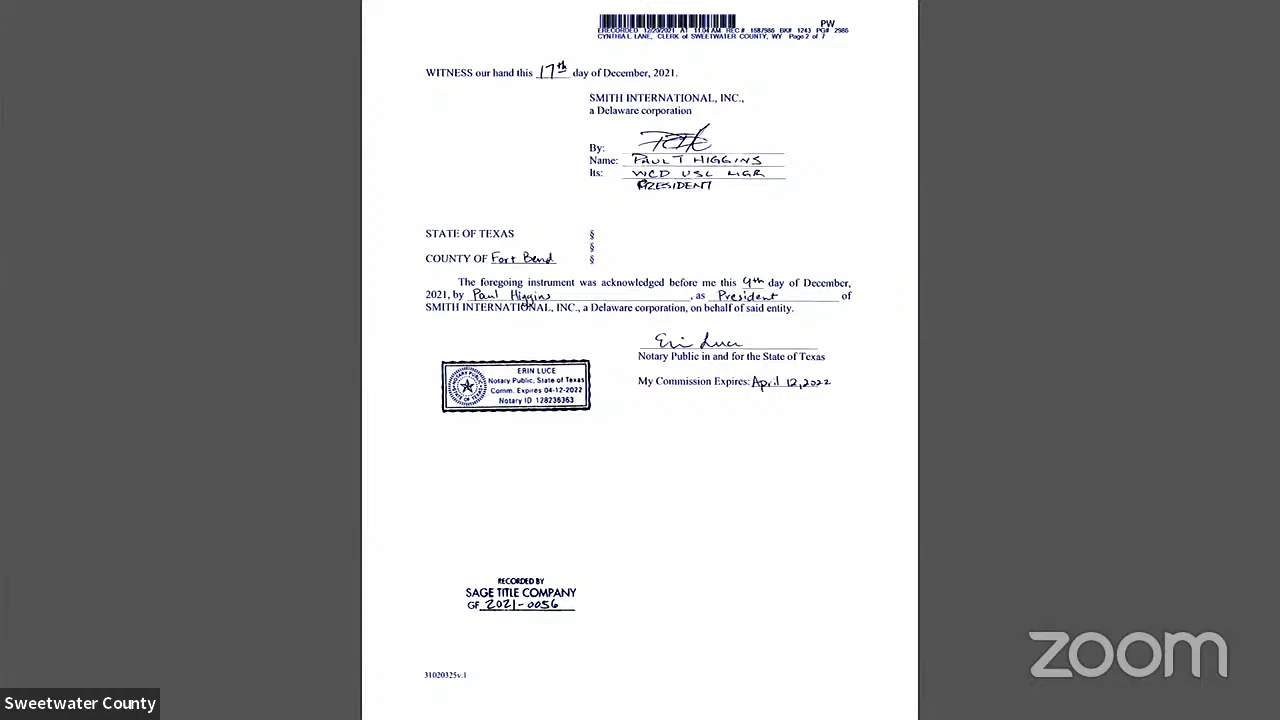 PW
ERECORDED 12/20/2021 AT 11:04 AM REC# 1687986 BK# 1243 PG# 2986
CYNTHIA L. LANE, CLERK of SWEETWATER COUNTY, WY Page 2 of 7
WITNESS our hand this 17th day of December, 2021.
SMITH INTERNATIONAL, INC.,
a Delaware corporation
By:
Name: PAUL T HIGGINS
Its: WCD USL MGR
PRESIDENT
STATE OF TEXAS §
§
COUNTY OF Fort Bend §
The foregoing instrument was acknowledged before me this 9th day of December,
2021, by Paul Higgins, as President of
SMITH INTERNATIONAL, INC., a Delaware corporation, on behalf of said entity.
Erin Luce
Notary Public in and for the State of Texas
My Commission Expires: April 12, 2022
ERIN LUCE
Notary Public, State of Texas
Comm. Expires 04-12-2022
Notary ID 128236363
RECORDED BY
SAGE TITLE COMPANY
GF 2021-0056
31020325v.1
zoom
Sweetwater County